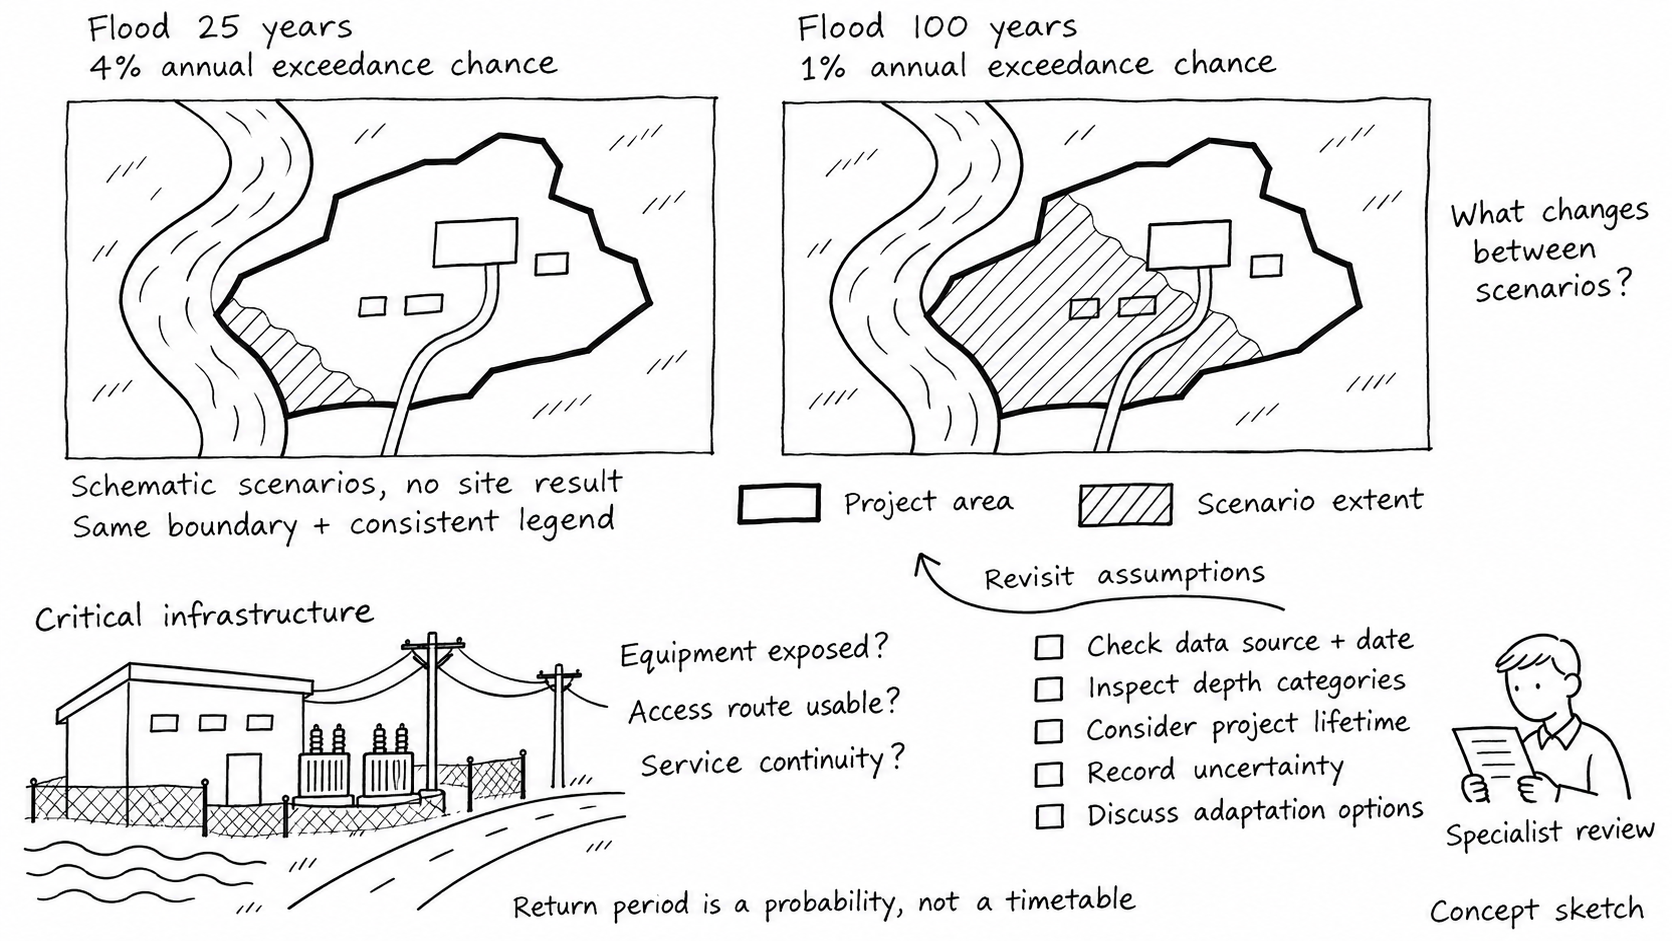 Flood 25 years
4% annual exceedance chance
Flood 100 years
1% annual exceedance chance
What changes
between
scenarios?
Schematic scenarios, no site result
Same boundary + consistent legend
Project area
Scenario extent
Revisit assumptions
Critical infrastructure
Equipment exposed?
Access route usable?
Service continuity?
Check data source + date
Inspect depth categories
Consider project lifetime
Record uncertainty
Discuss adaptation options
Specialist review
Return period is a probability, not a timetable
Concept sketch